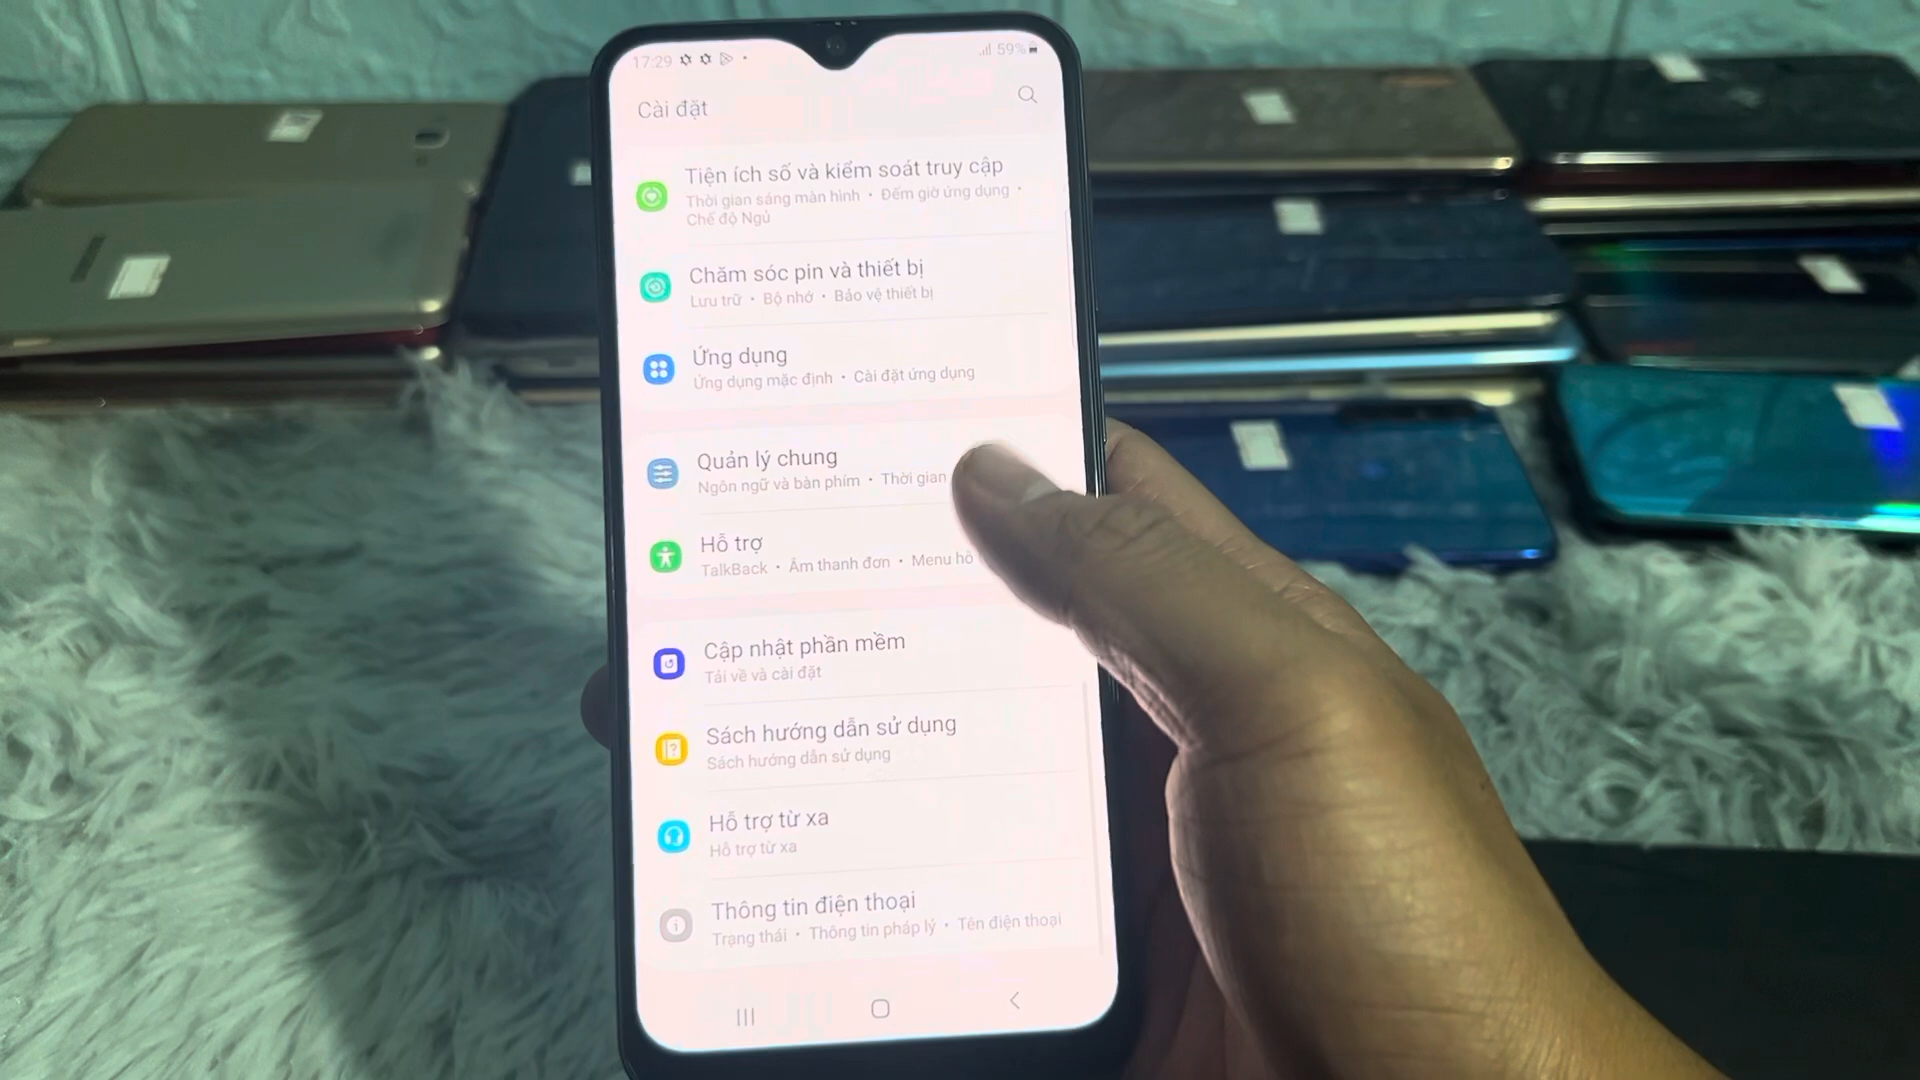 17:29
59%
Cài đặt
Tiện ích số và kiểm soát truy cập
Thời gian sáng màn hình • Đếm giờ ứng dụng •
Chế độ Ngủ
Chăm sóc pin và thiết bị
Lưu trữ • Bộ nhớ • Bảo vệ thiết bị
Ứng dụng
Ứng dụng mặc định • Cài đặt ứng dụng
Quản lý chung
Ngôn ngữ và bàn phím • Thời gian
Hỗ trợ
TalkBack • Âm thanh đơn • Menu hỗ
Cập nhật phần mềm
Tải về và cài đặt
Sách hướng dẫn sử dụng
Sách hướng dẫn sử dụng
Hỗ trợ từ xa
Hỗ trợ từ xa
Thông tin điện thoại
Trạng thái • Thông tin pháp lý • Tên điện thoại